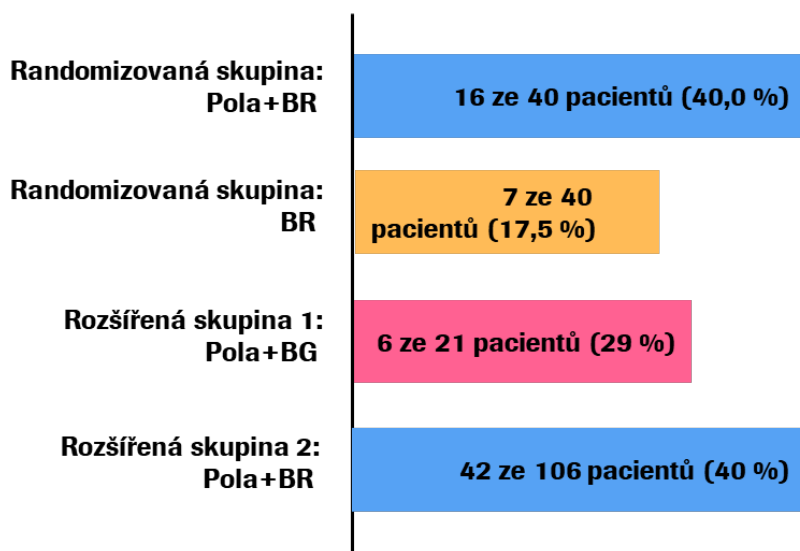 Randomizovaná skupina:
Pola+BR
16 ze 40 pacientů (40,0 %)
Randomizovaná skupina:
BR
7 ze 40
pacientů (17,5 %)
Rozšířená skupina 1:
Pola+BG
6 ze 21 pacientů (29 %)
Rozšířená skupina 2:
Pola+BR
42 ze 106 pacientů (40 %)